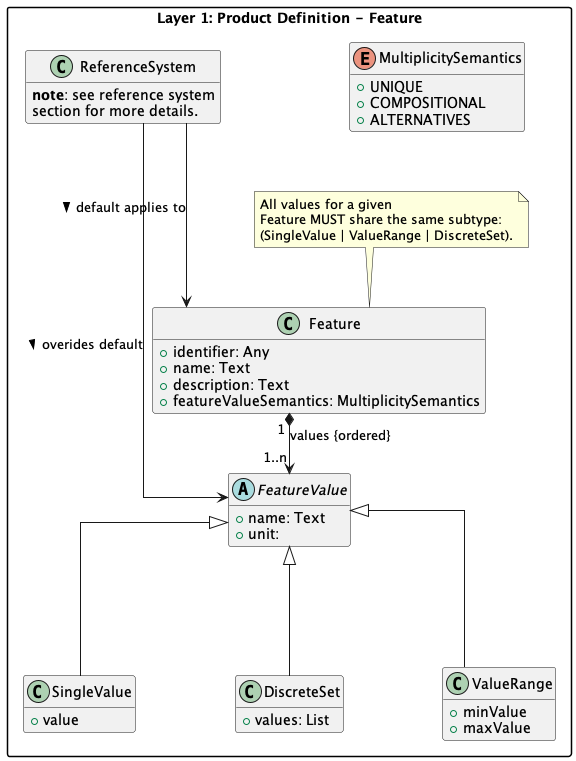 Layer 1: Product Definition - Feature
C ReferenceSystem
note: see reference system
section for more details.
E MultiplicitySemantics
UNIQUE
COMPOSITIONAL
ALTERNATIVES
default applies to
All values for a given
Feature MUST share the same subtype:
(SingleValue | ValueRange | DiscreteSet).
C Feature
identifier: Any
name: Text
description: Text
featureValueSemantics: MultiplicitySemantics
overides default
1
values {ordered}
1..n
A FeatureValue
name: Text
unit:
C SingleValue
value
C DiscreteSet
values: List
C ValueRange
minValue
maxValue